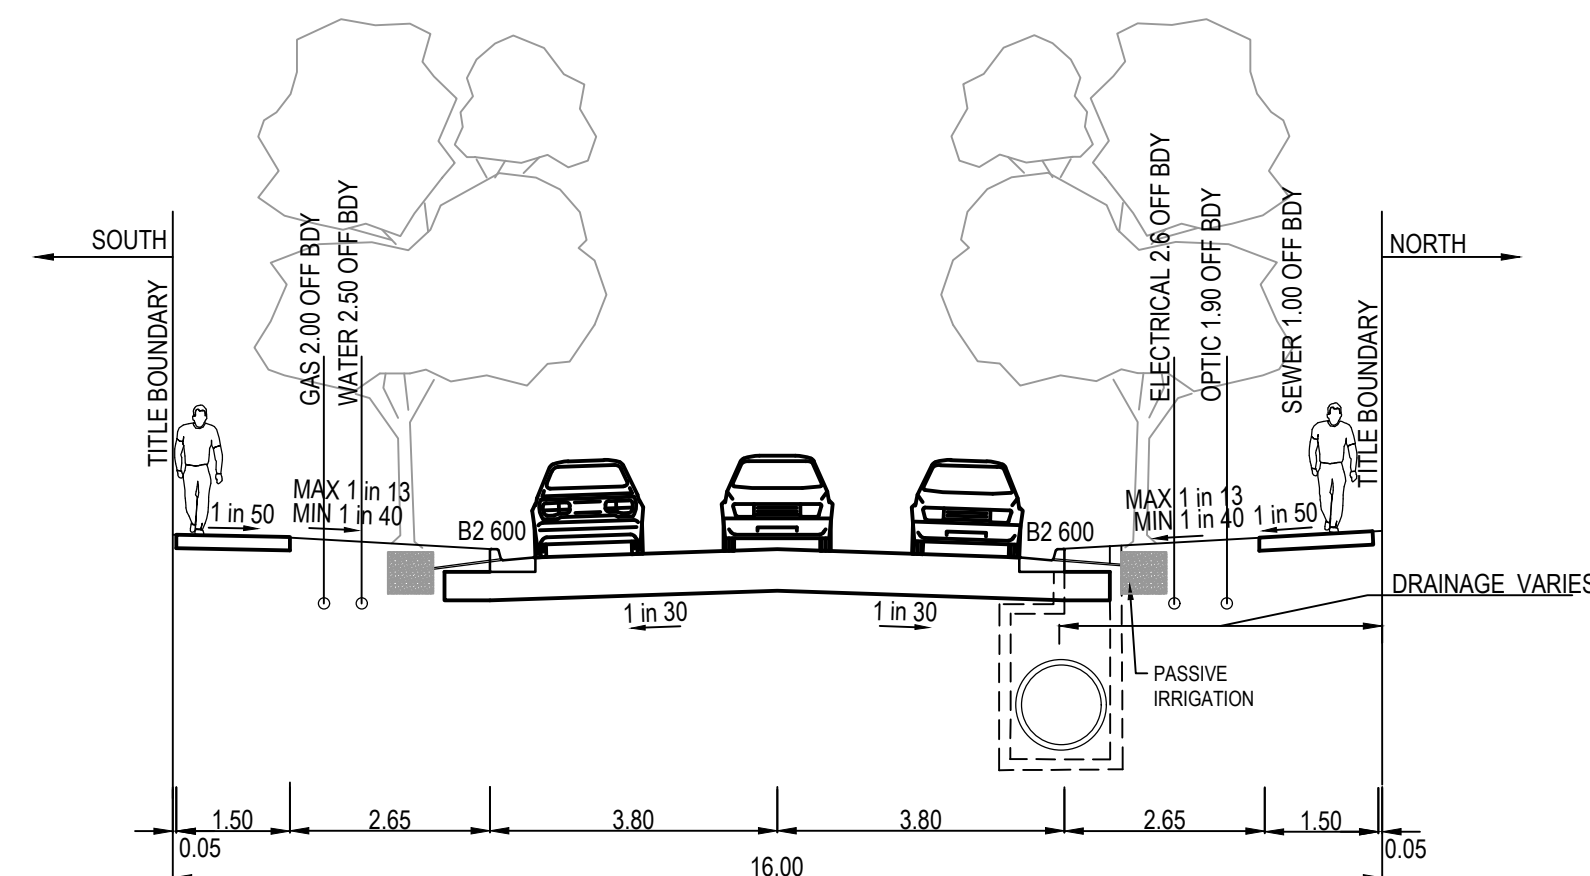 SOUTH
NORTH
TITLE BOUNDARY
GAS 2.00 OFF BDY
WATER 2.50 OFF BDY
ELECTRICAL 2.6 OFF BDY
OPTIC 1.90 OFF BDY
SEWER 1.00 OFF BDY
TITLE BOUNDARY
1 in 50
MAX 1 in 13
MIN 1 in 40
B2 600
B2 600
MAX 1 in 13
MIN 1 in 40
1 in 50
1 in 30
1 in 30
DRAINAGE VARIES
PASSIVE
IRRIGATION
1.50
2.65
3.80
3.80
2.65
1.50
0.05
0.05
16.00